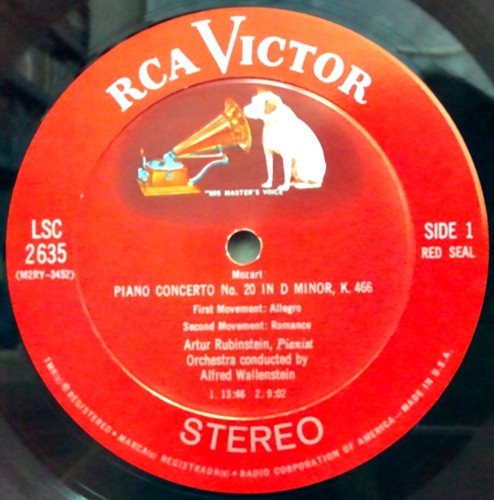 RCA VICTOR
"HIS MASTER'S VOICE"
LSC
2635
(M2RY-3452)
SIDE 1
RED SEAL
Mozart
PIANO CONCERTO No. 20 IN D MINOR, K. 466
First Movement: Allegro
Second Movement: Romance
Artur Rubinstein, Pianist
Orchestra conducted by
Alfred Wallenstein
1. 13:46 2. 9:02
STEREO
REGISTERED • MARCA(S) REGISTRADA(S) • RADIO CORPORATION OF AMERICA—MADE IN U.S.A.